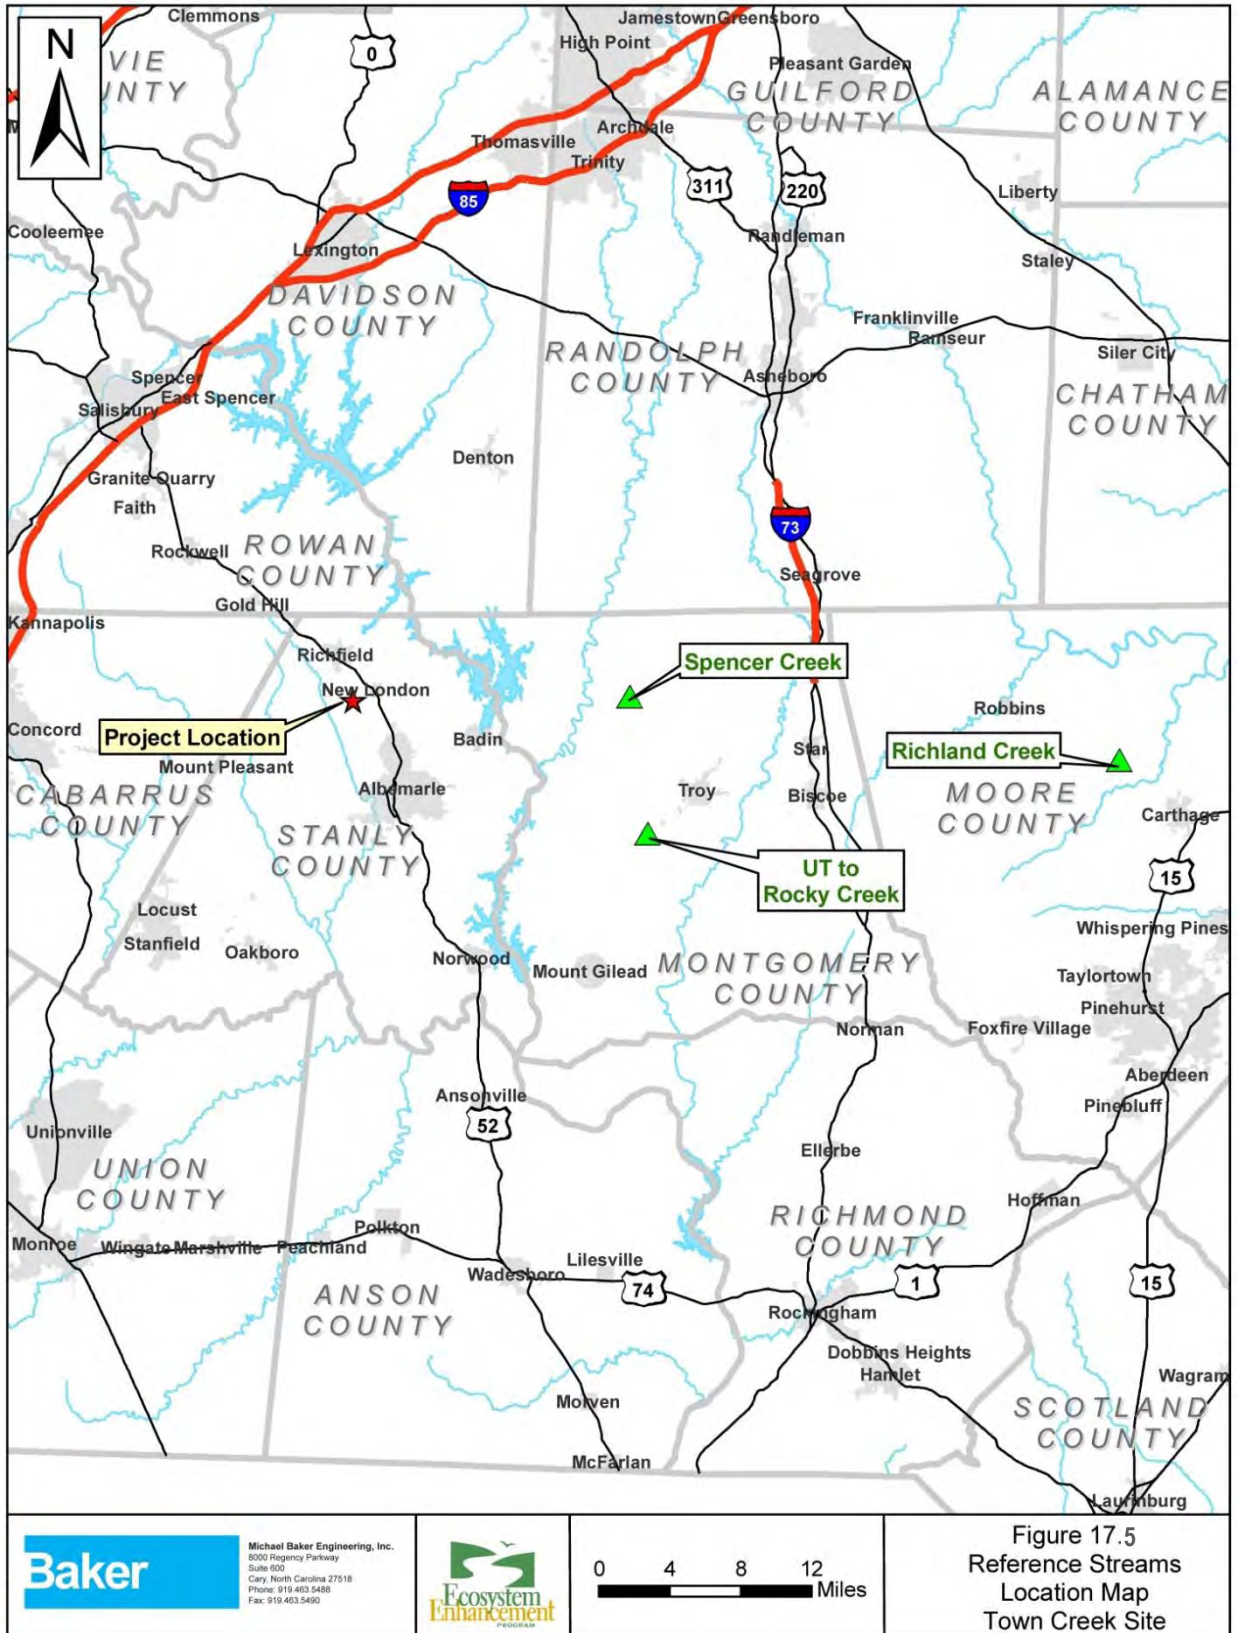 N
Clemmons
Jamestown Greensboro
High Point
0
VIE
UNTY
Pleasant Garden
GUILFORD
COUNTY
ALAMANCE
COUNTY
Archdale
Thomasville
Trinity
85
311
220
Liberty
Cooleemee
Lexington
Randleman
Staley
DAVIDSON
COUNTY
Franklinville
Ramseur
RANDOLPH
COUNTY
Siler City
Spencer
East Spencer
Salisbury
Asheboro
CHATHAM
COUNTY
Denton
Granite Quarry
Faith
73
ROWAN
COUNTY
Rockwell
Seagrove
Gold Hill
Kannapolis
Richfield
Spencer Creek
New London
Robbins
Project Location
Concord
Badin
Star
Richland Creek
Mount Pleasant
CABARRUS
COUNTY
Albemarle
Troy
Biscoe
MOORE
COUNTY
Carthage
STANLY
COUNTY
UT to
Rocky Creek
15
Locust
Stanfield
Oakboro
Whispering Pines
Norwood
Mount Gilead
MONTGOMERY
COUNTY
Taylortown
Pinehurst
Norman
Foxfire Village
Aberdeen
Ansonville
Pinebluff
52
Unionville
Ellerbe
UNION
COUNTY
Hoffman
RICHMOND
COUNTY
Polkton
Monroe
Wingate
Marshville
Peachland
Lilesville
Wadesboro
74
1
15
ANSON
COUNTY
Rockingham
Dobbins Heights
Hamlet
Wagram
Morven
SCOTLAND
COUNTY
McFarlan
Laurinburg
Baker
Michael Baker Engineering, Inc.
8000 Regency Parkway
Suite 600
Cary, North Carolina 27518
Phone: 919.463.5488
Fax: 919.463.5490
Ecosystem
Enhancement
PROGRAM
0 4 8 12
Miles
Figure 17.5
Reference Streams
Location Map
Town Creek Site